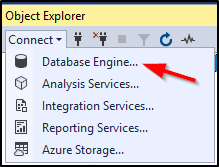 Object Explorer
Connect
Database Engine...
Analysis Services...
Integration Services...
Reporting Services...
Azure Storage...